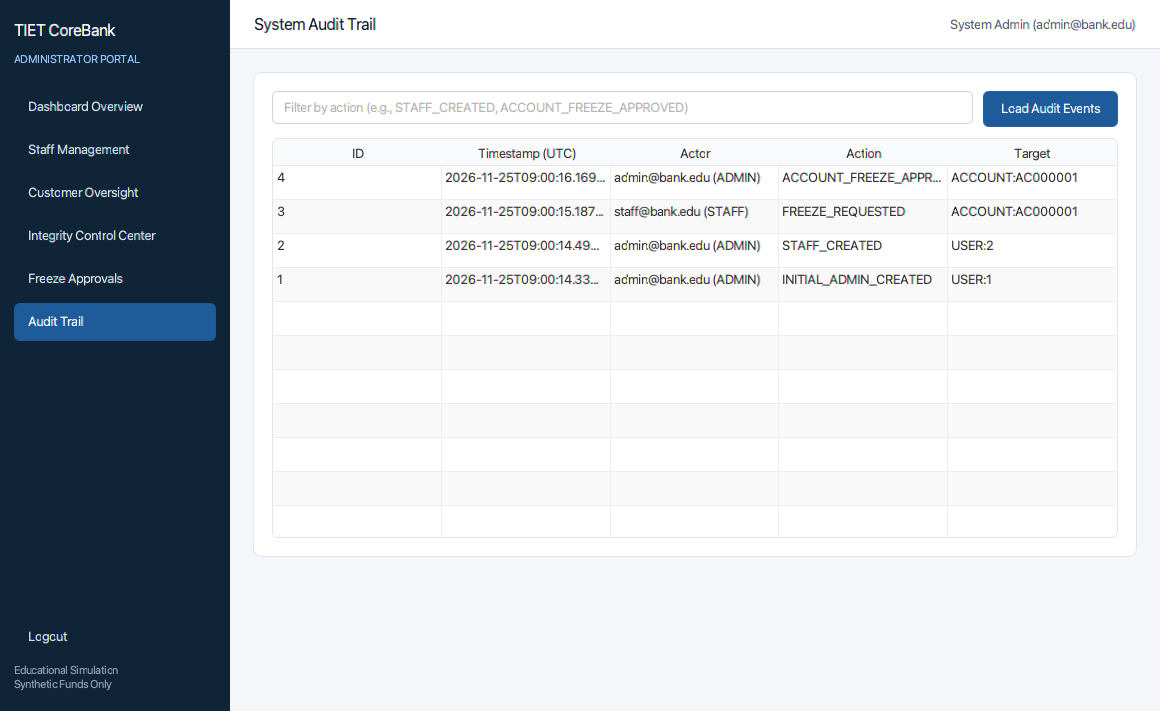 TIET CoreBank
ADMINISTRATOR PORTAL
Dashboard Overview
Staff Management
Customer Oversight
Integrity Control Center
Freeze Approvals
Audit Trail
Logout
Educational Simulation
Synthetic Funds Only
System Audit Trail
System Admin (admin@bank.edu)
Filter by action (e.g., STAFF_CREATED, ACCOUNT_FREEZE_APPROVED)
Load Audit Events
ID Timestamp (UTC) Actor Action Target
4 2026-11-25T09:00:16.169... admin@bank.edu (ADMIN) ACCOUNT_FREEZE_APPR... ACCOUNT:AC000001
3 2026-11-25T09:00:15.187... staff@bank.edu (STAFF) FREEZE_REQUESTED ACCOUNT:AC000001
2 2026-11-25T09:00:14.49... admin@bank.edu (ADMIN) STAFF_CREATED USER:2
1 2026-11-25T09:00:14.33... admin@bank.edu (ADMIN) INITIAL_ADMIN_CREATED USER:1